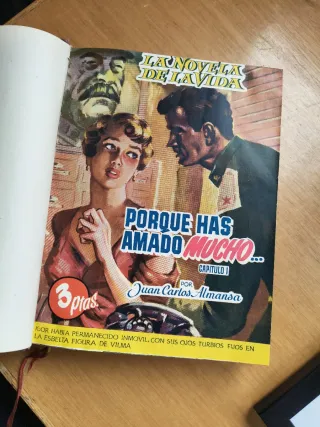 LA NOVELA
DE LA VIDA
PORQUE HAS
AMADO MUCHO...
CAPITULO I
POR
Juan Carlos Almansa
3 Ptas.
IGOR HABIA PERMANECIDO INMOVIL, CON SUS OJOS TURBIOS FIJOS EN
LA ESBELTA FIGURA DE VILMA